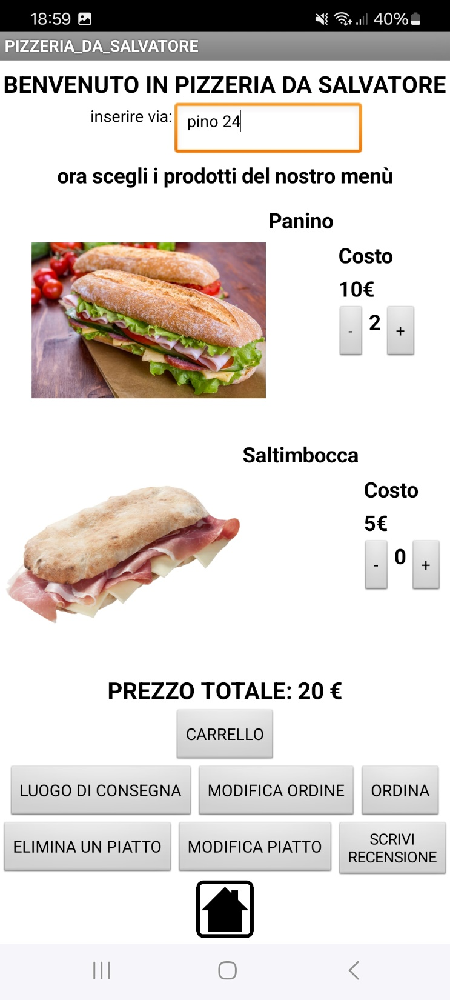 18:59
40%
PIZZERIA_DA_SALVATORE
BENVENUTO IN PIZZERIA DA SALVATORE
inserire via: pino 24
ora scegli i prodotti del nostro menù
Panino
Costo
10€
- 2 +
Saltimbocca
Costo
5€
- 0 +
PREZZO TOTALE: 20 €
CARRELLO
LUOGO DI CONSEGNA MODIFICA ORDINE ORDINA
ELIMINA UN PIATTO MODIFICA PIATTO SCRIVI
RECENSIONE